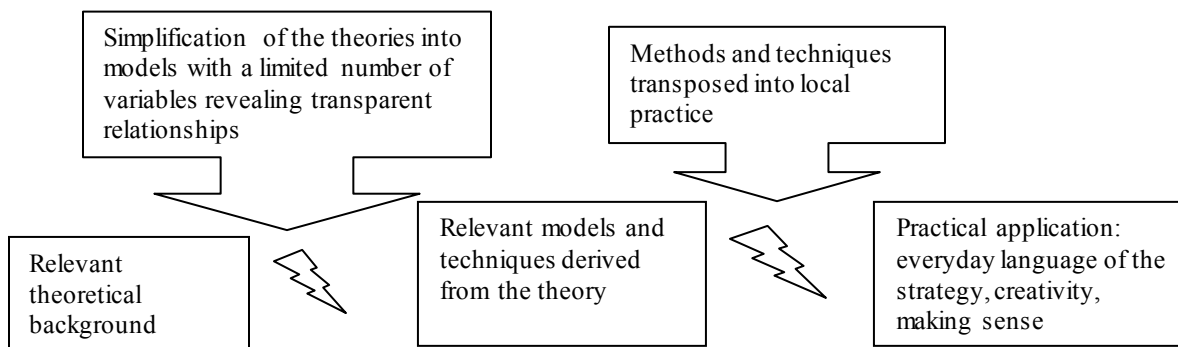 Simplification of the theories into
models with a limited number of
variables revealing transparent
relationships
Methods and techniques
transposed into local
practice
Relevant
theoretical
background
Relevant models and
techniques derived
from the theory
Practical application:
everyday language of the
strategy, creativity,
making sense